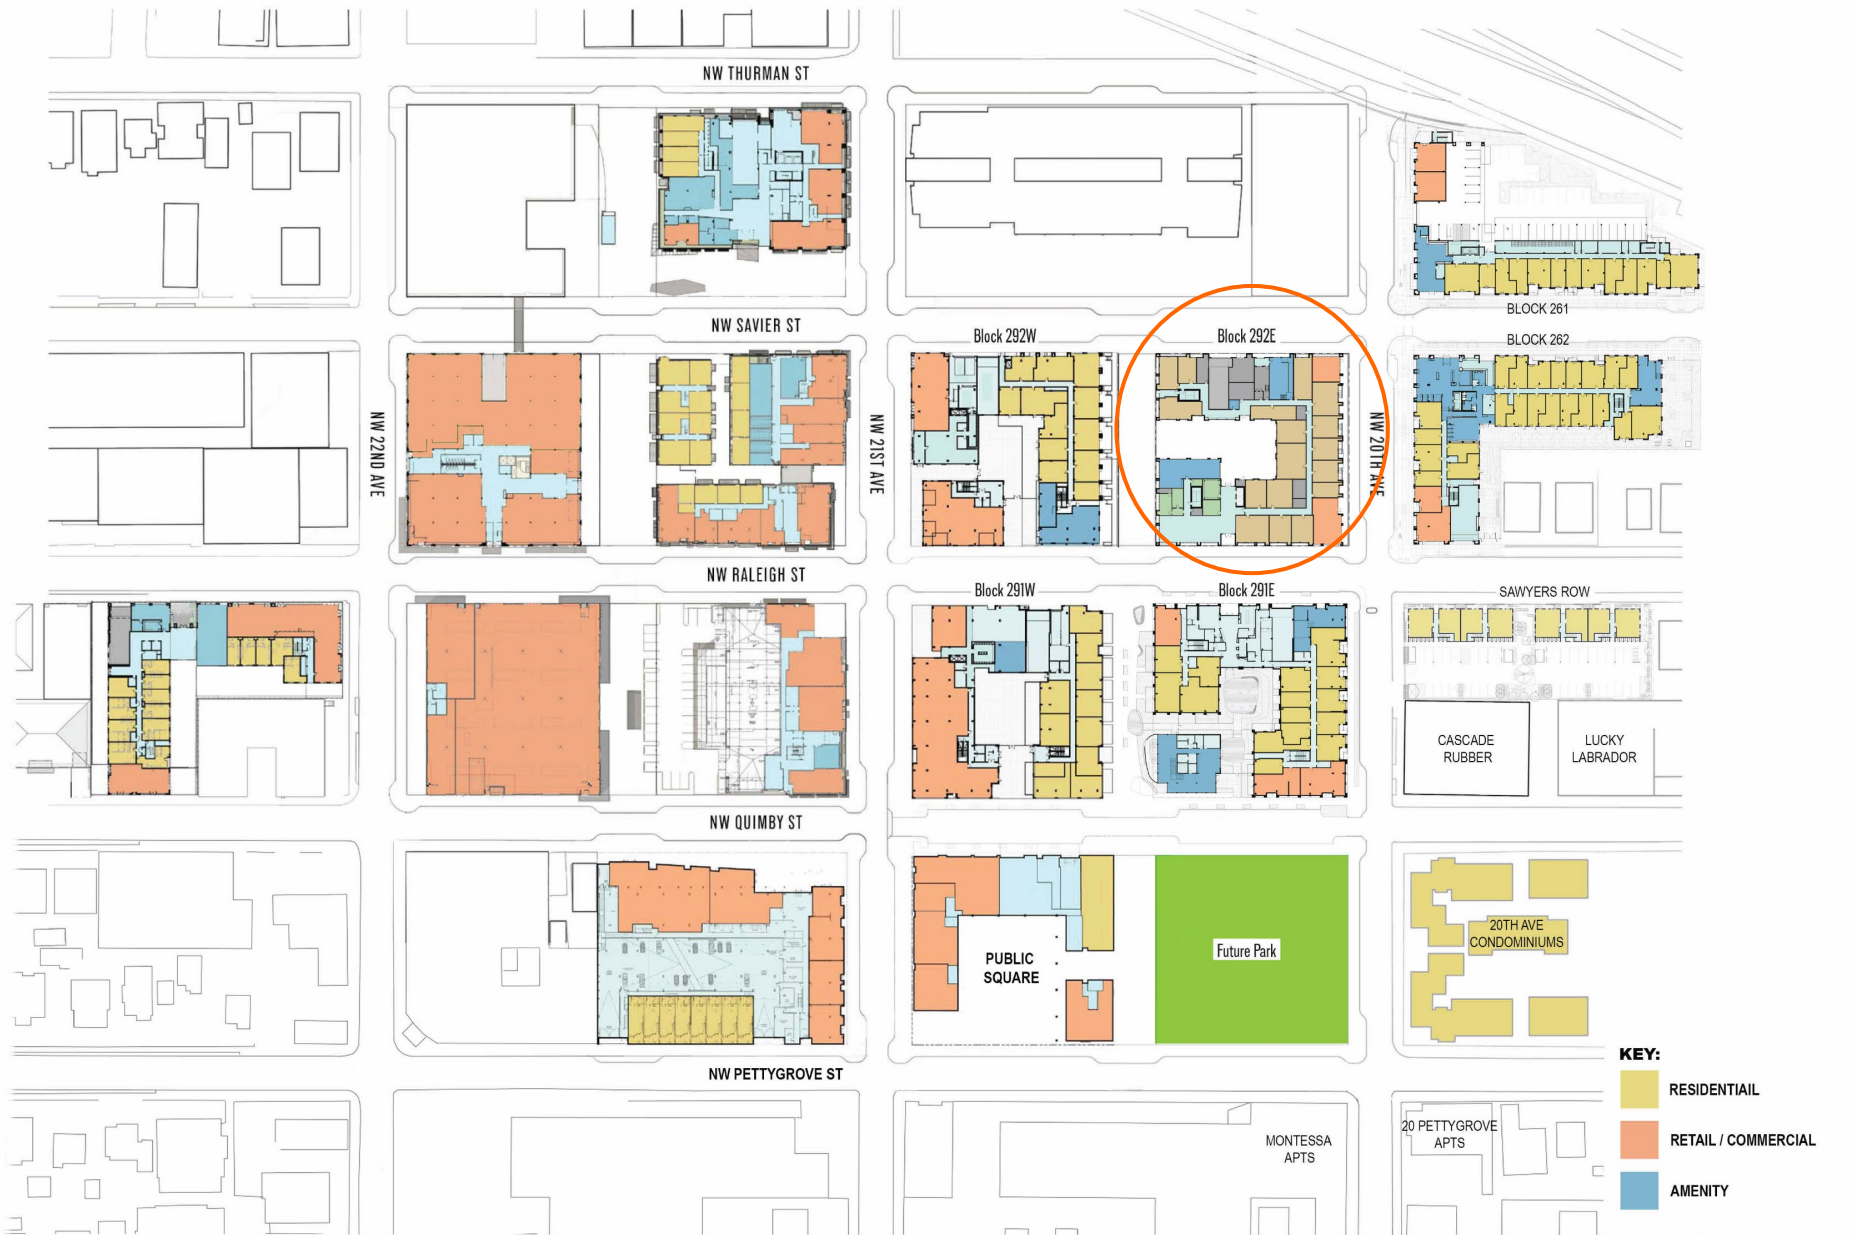 NW THURMAN ST
NW SAVIER ST
Block 292W
Block 292E
BLOCK 261
BLOCK 262
NW 22ND AVE
NW 21ST AVE
NW 20TH AVE
NW RALEIGH ST
Block 291W
Block 291E
SAWYERS ROW
CASCADE
RUBBER
LUCKY
LABRADOR
NW QUIMBY ST
PUBLIC
SQUARE
Future Park
20TH AVE
CONDOMINIUMS
NW PETTYGROVE ST
MONTESSA
APTS
20 PETTYGROVE
APTS
KEY:
RESIDENTIAIL
RETAIL / COMMERCIAL
AMENITY